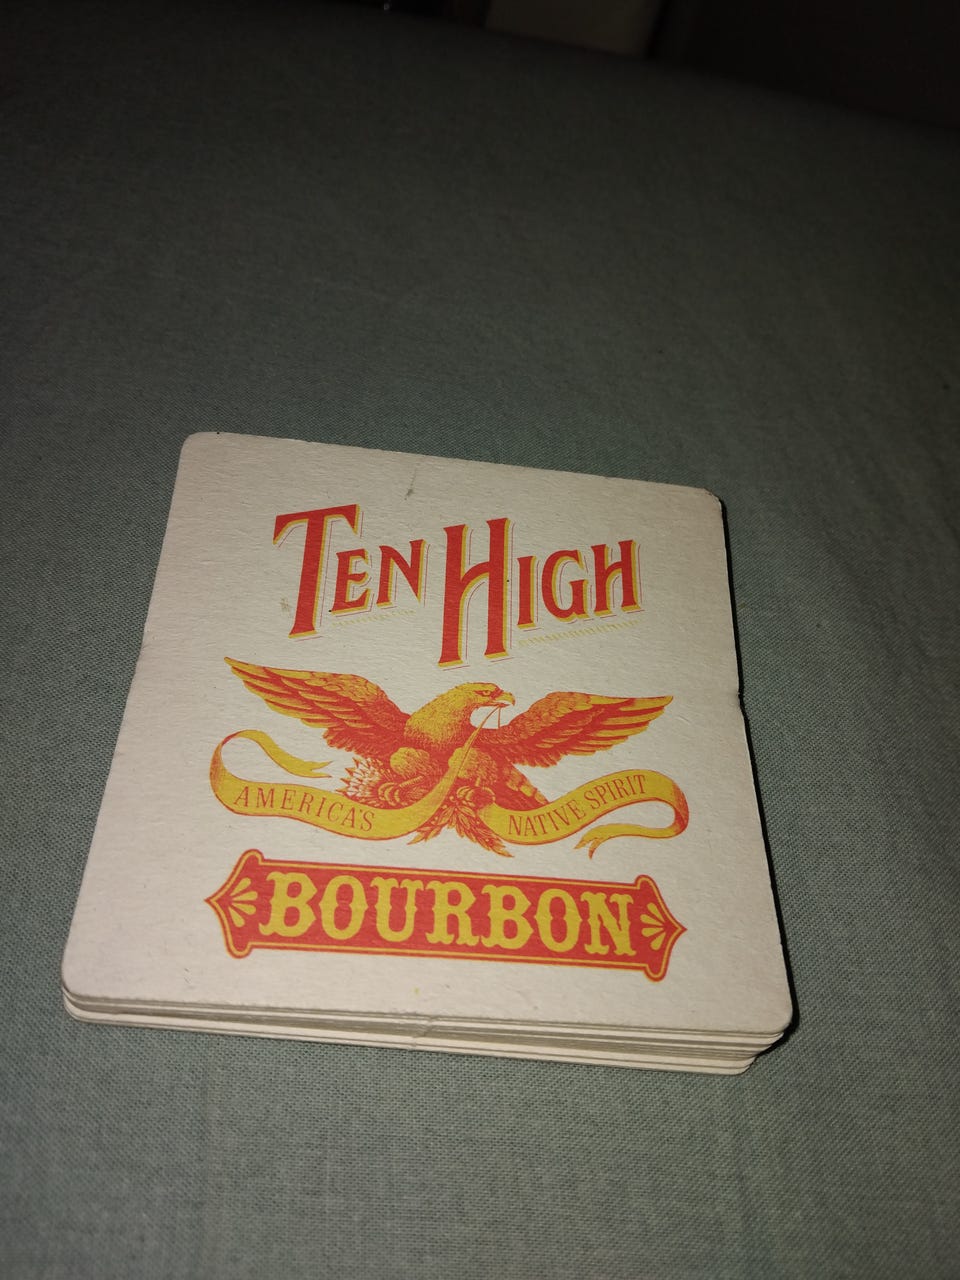 TEN HIGH
AMERICA'S NATIVE SPIRIT
BOURBON